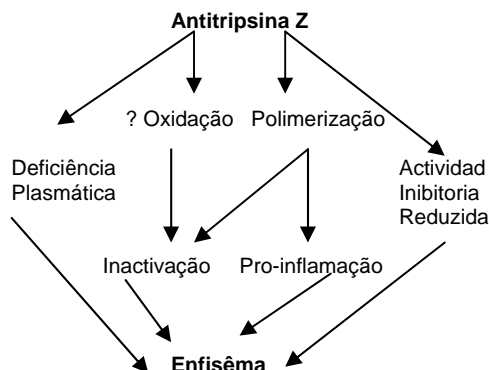 Antitripsina Z
? Oxidação Polimerização
Deficiência
Plasmática
Actividad
Inibitoria
Reduzida
Inactivação Pro-inflamação
Enfisêma